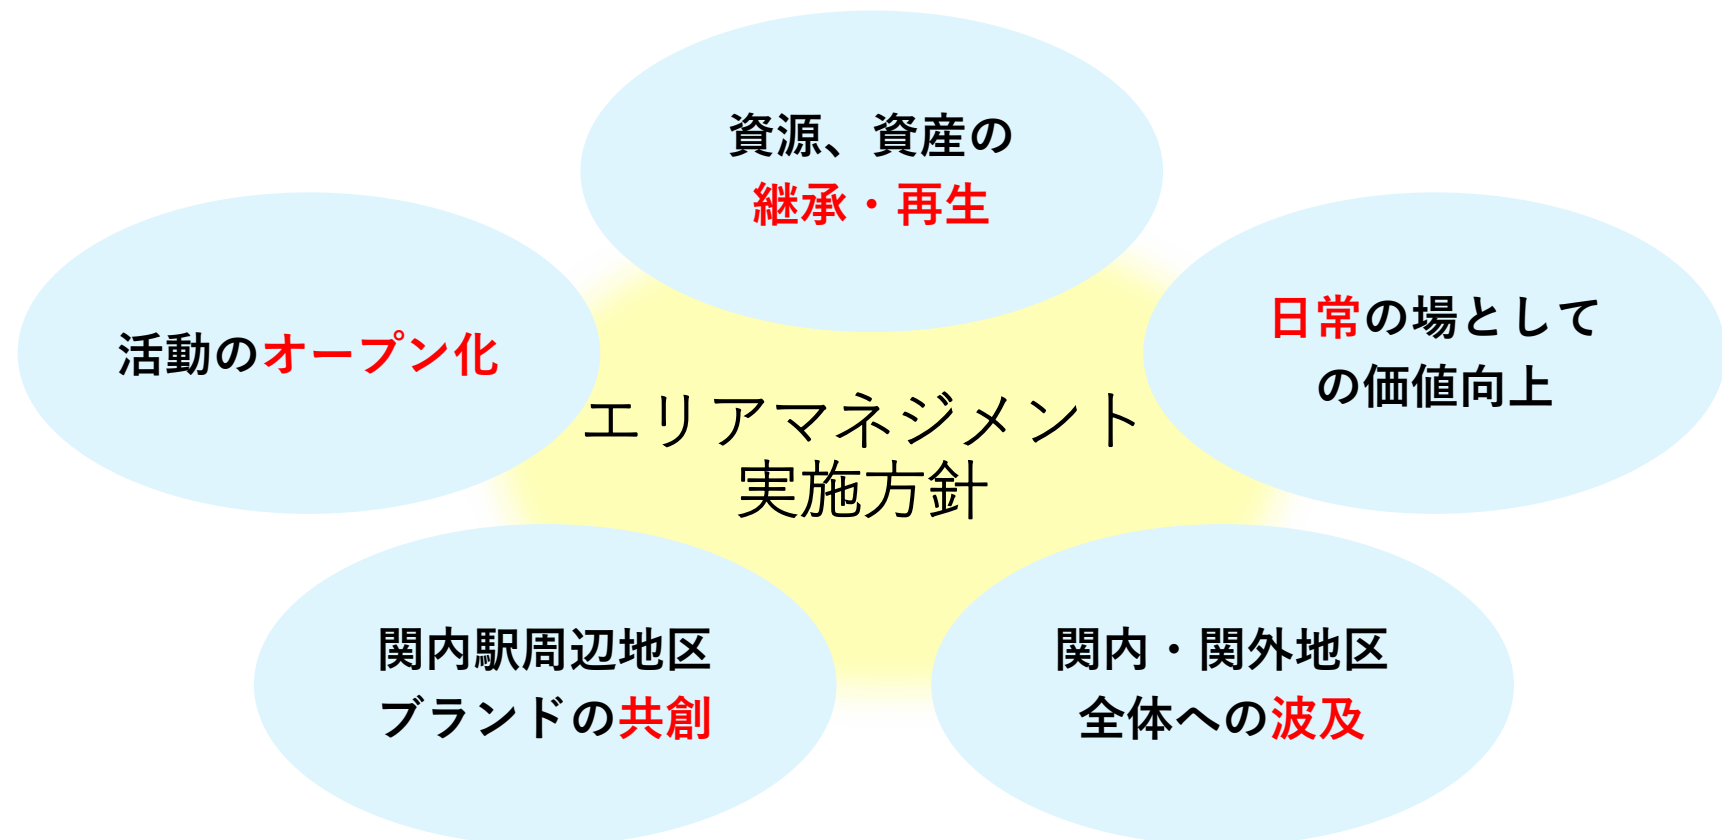 資源、資産の
継承・再生
活動のオープン化
日常の場として
の価値向上
エリアマネジメント
実施方針
関内駅周辺地区
ブランドの共創
関内・関外地区
全体への波及